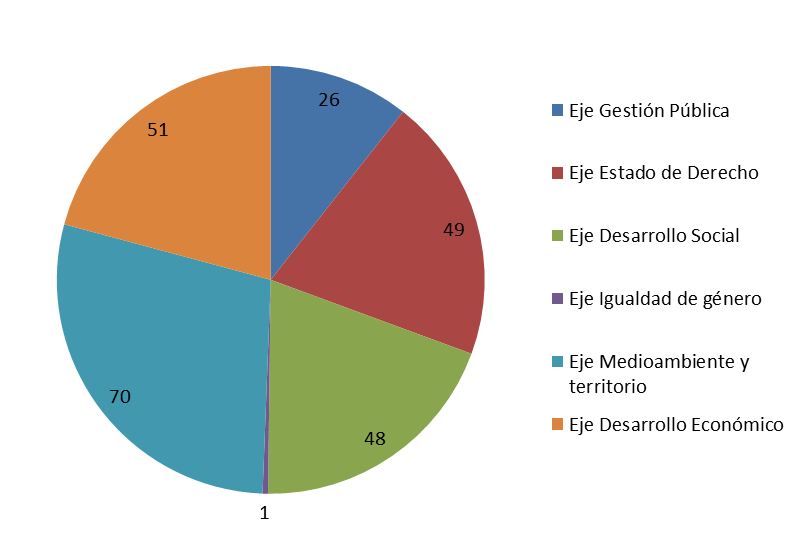 26
51
49
70
48
1
Eje Gestión Pública
Eje Estado de Derecho
Eje Desarrollo Social
Eje Igualdad de género
Eje Medioambiente y
territorio
Eje Desarrollo Económico